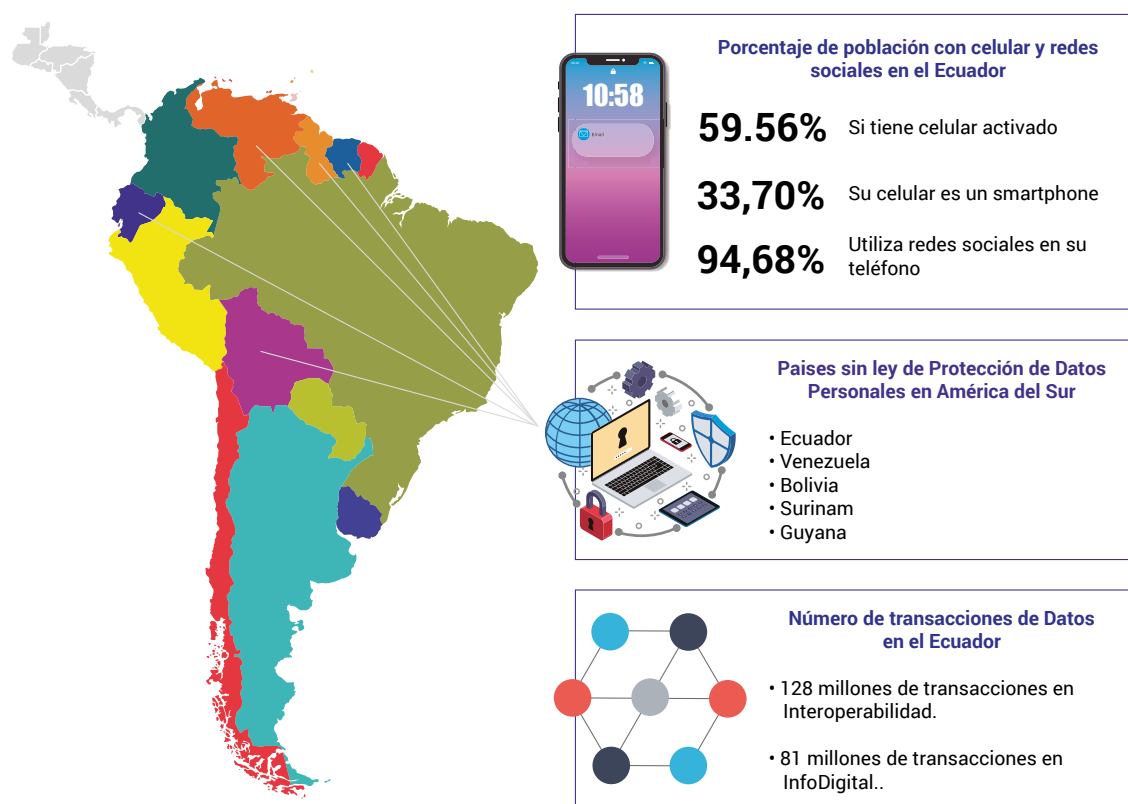 Porcentaje de población con celular y redes
sociales en el Ecuador
10:58
Email
59.56% Si tiene celular activado
33,70% Su celular es un smartphone
94,68% Utiliza redes sociales en su
teléfono
Paises sin ley de Protección de Datos
Personales en América del Sur
• Ecuador
• Venezuela
• Bolivia
• Surinam
• Guyana
Número de transacciones de Datos
en el Ecuador
• 128 millones de transacciones en
Interoperabilidad.
• 81 millones de transacciones en
InfoDigital..